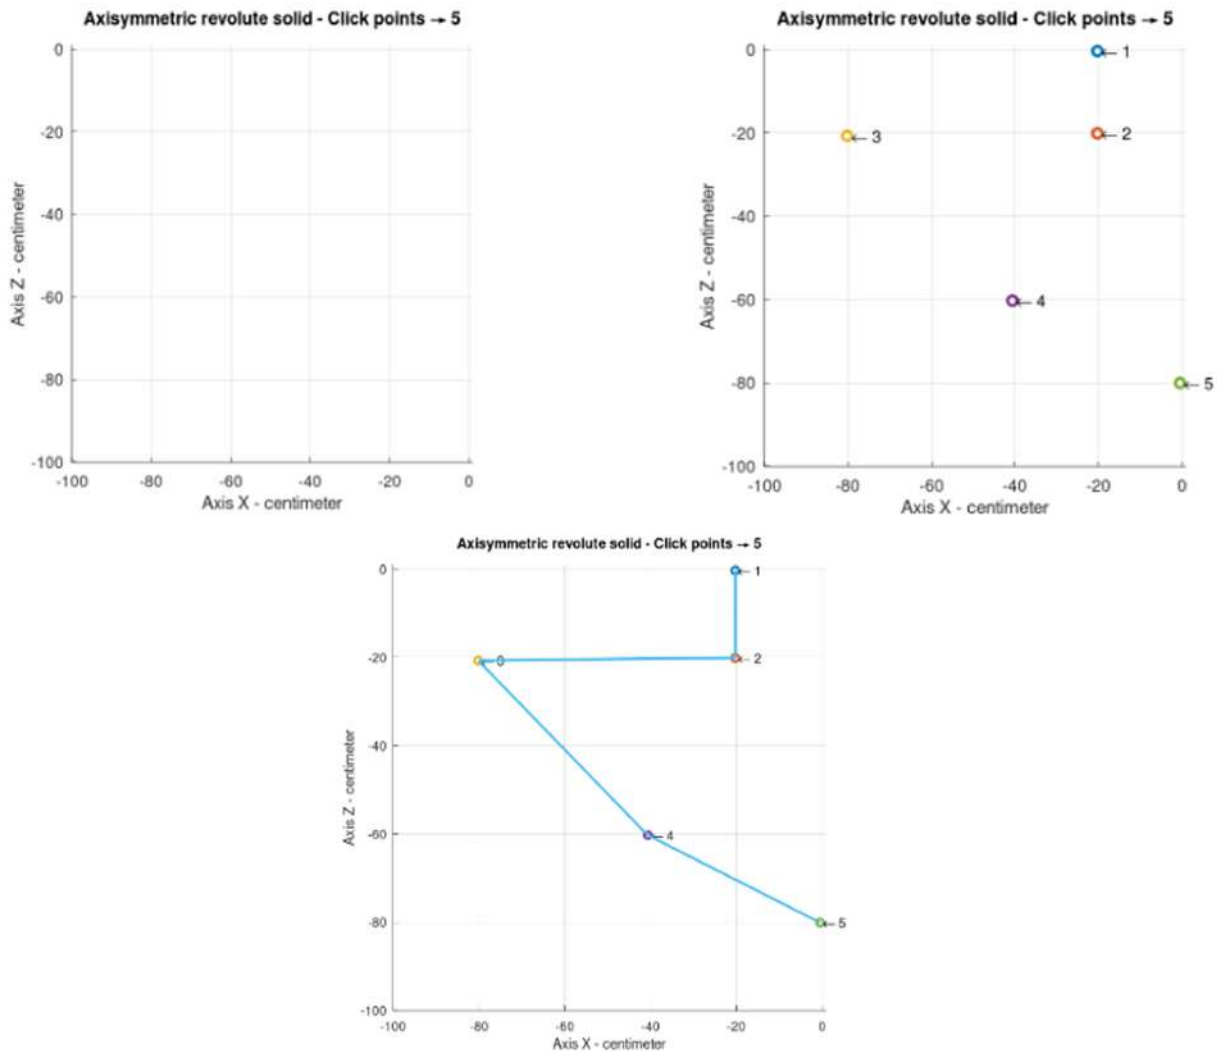 Axisymmetric revolute solid - Click points → 5
0
-20
-40
-60
-80
-100
Axis Z - centimeter
-100 -80 -60 -40 -20 0
Axis X - centimeter
Axisymmetric revolute solid - Click points → 5
0
-20
-40
-60
-80
-100
Axis Z - centimeter
1
2
3
4
5
-100 -80 -60 -40 -20 0
Axis X - centimeter
Axisymmetric revolute solid - Click points → 5
0
-20
-40
-60
-80
-100
Axis Z - centimeter
1
2
4
5
-100 -80 -60 -40 -20 0
Axis X - centimeter